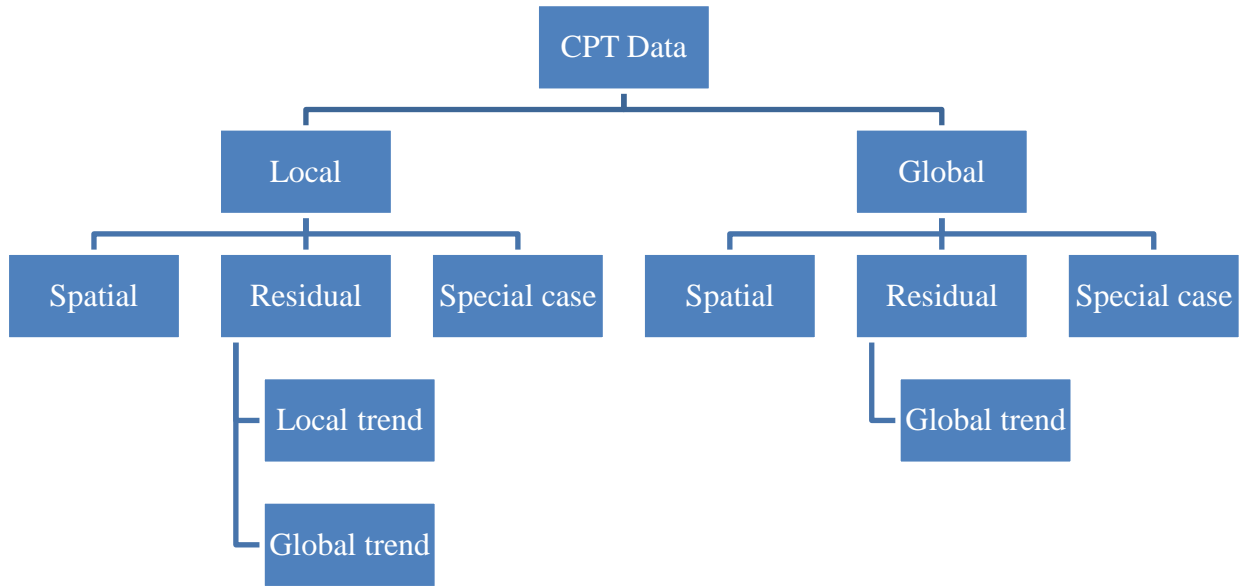 CPT Data
Local
Global
Spatial
Residual
Special case
Spatial
Residual
Special case
Local trend
Global trend
Global trend